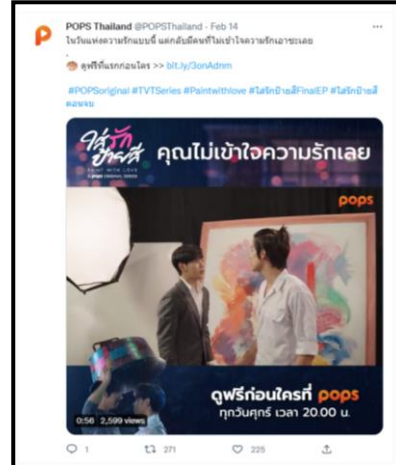 POPS Thailand @POPSThailand · Feb 14
ในวันแห่งความรักแบบนี้ แต่กลับมีคนที่ไม่เข้าใจความรักเอาซะเลย
.
ดูฟรีที่แรกก่อนใคร >> bit.ly/3onAdnm
#POPSoriginal #TVTSeries #Paintwithlove #ใส่รักป้ายสีFinalEP #ใส่รักป้ายสี
ตอนจบ
ใส่รัก
ป้ายสี
PAINT WITH LOVE
A POPS ORIGINAL SERIES
คุณไม่เข้าใจความรักเลย
pops
ดูฟรีก่อนใครที่ pops
ทุกวันศุกร์ เวลา 20.00 น.
0:56 2,599 views
1 271 225